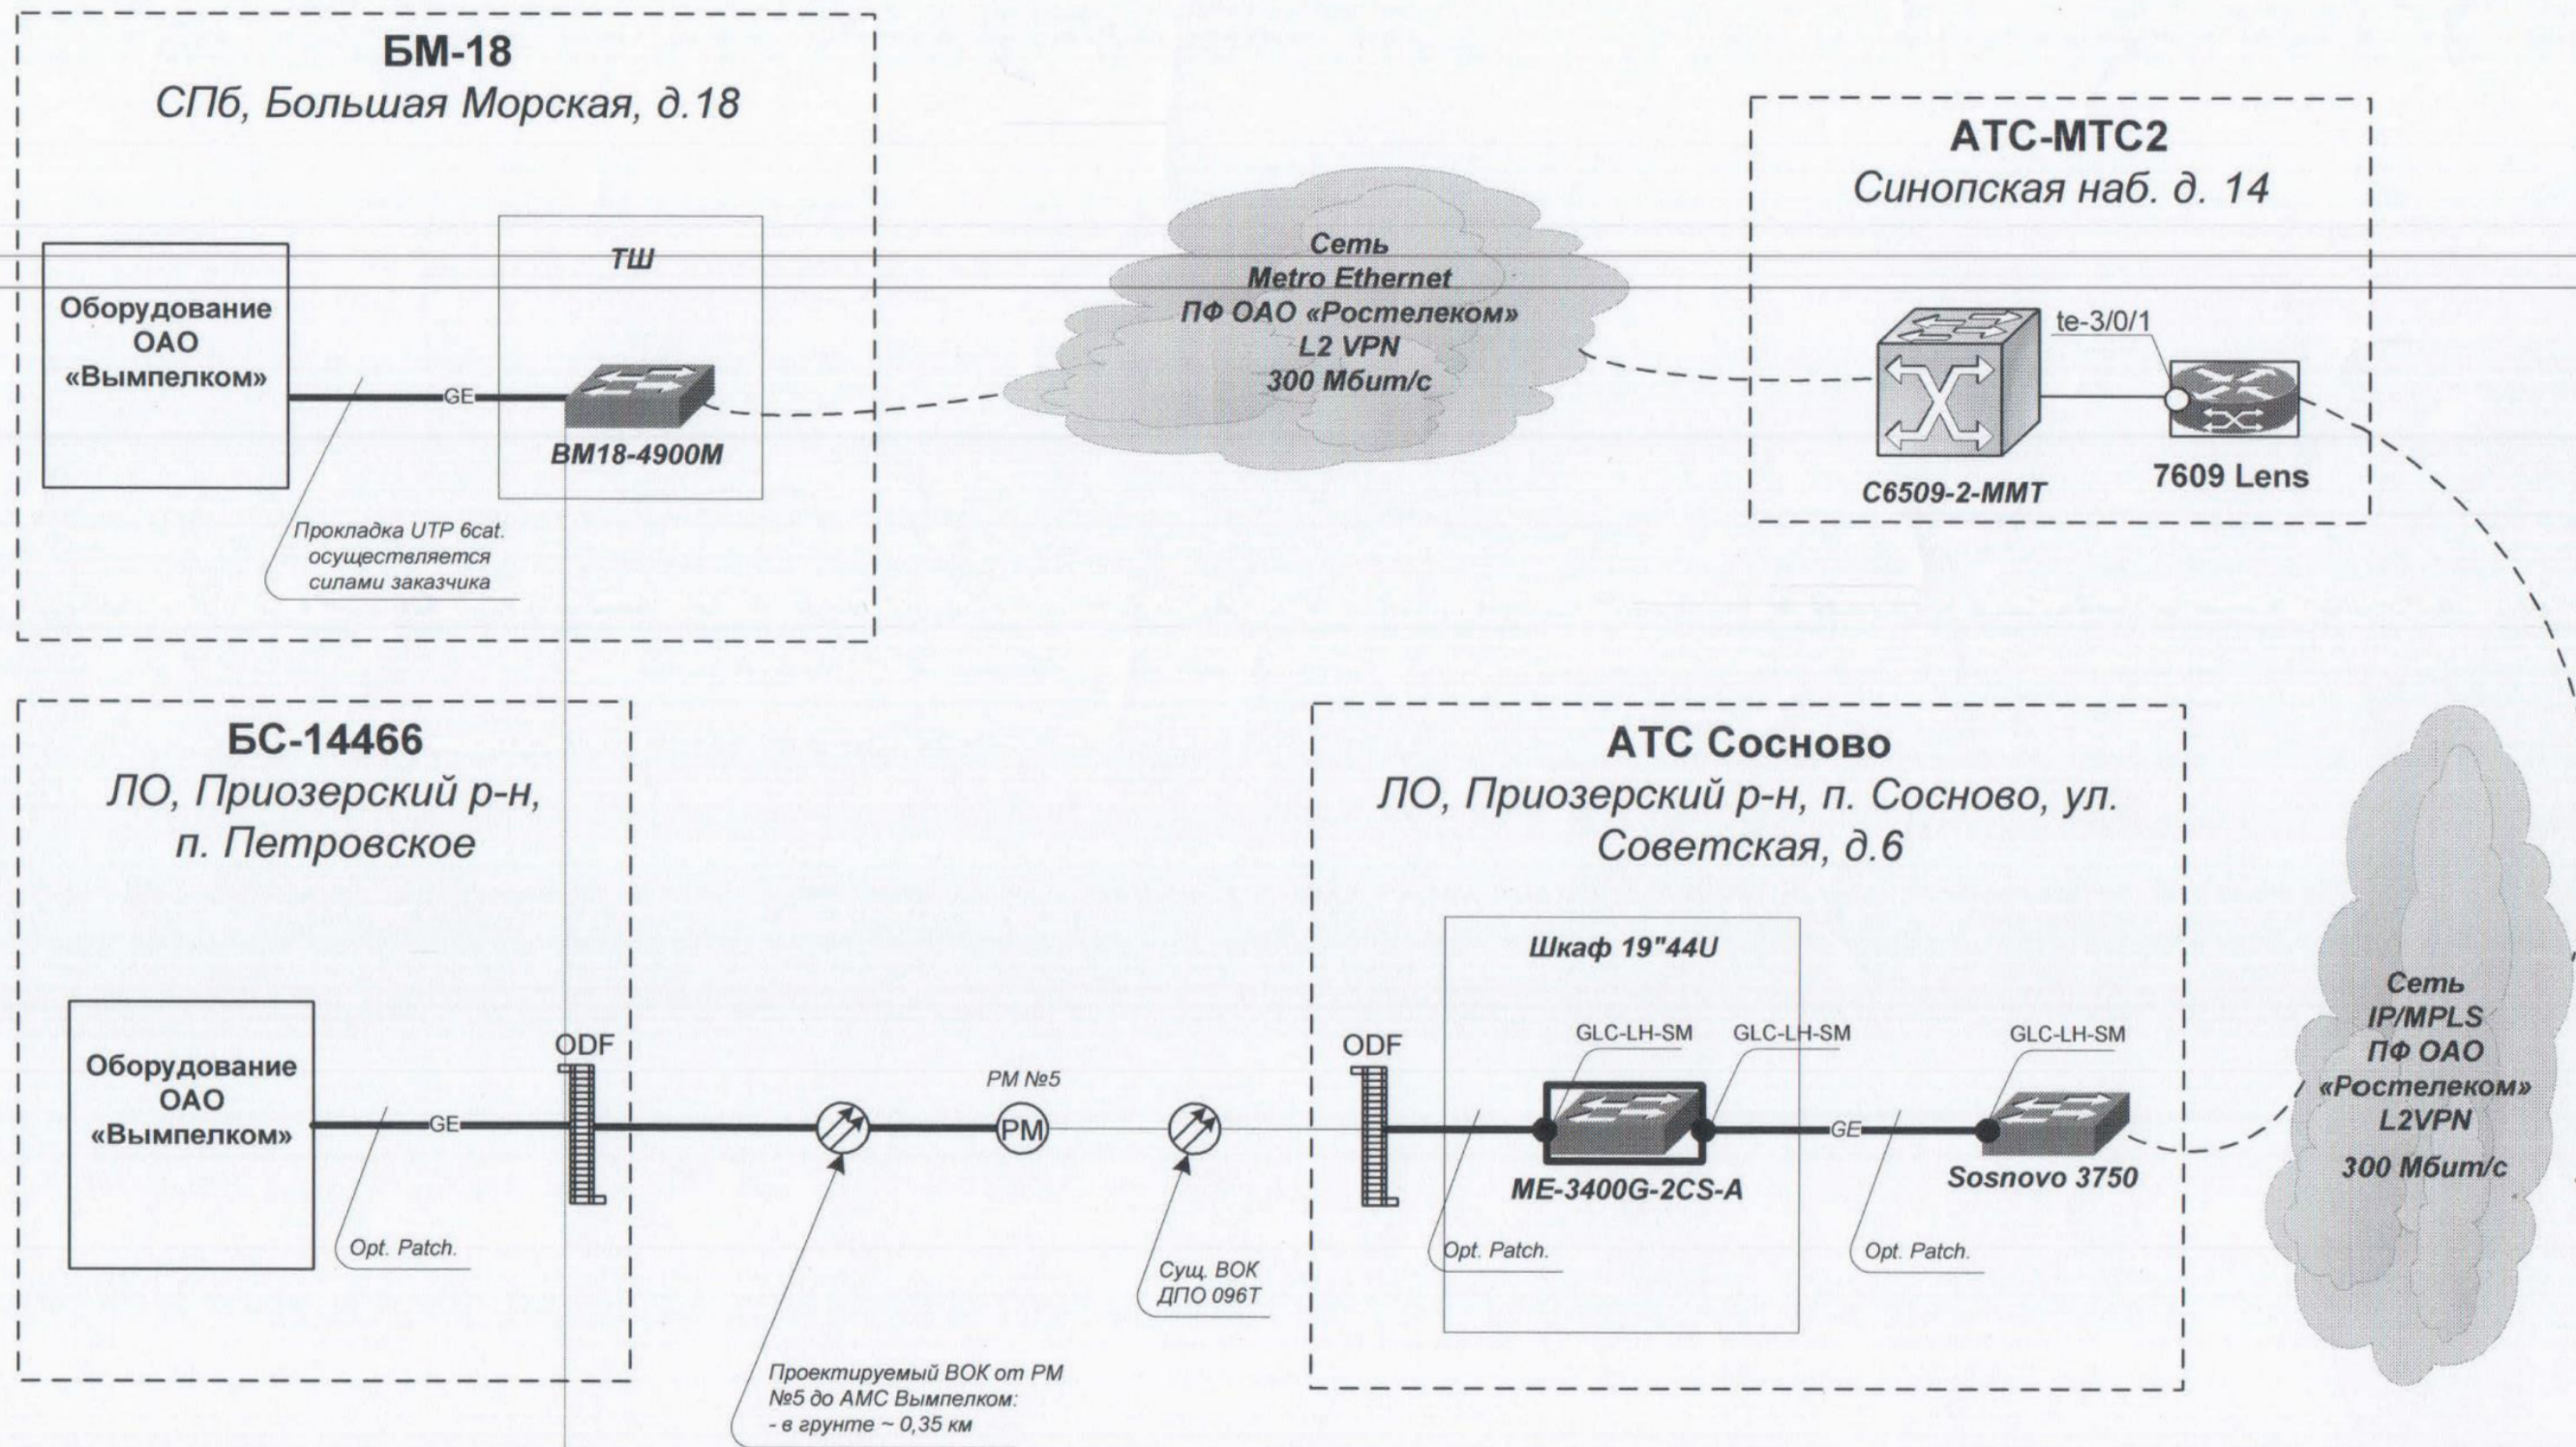 БМ-18
СПб, Большая Морская, д.18
ТШ
Оборудование
ОАО
«Вымпелком»
GE
BM18-4900M
Прокладка UTP 6cat.
осуществляется
силами заказчика
Сеть
Metro Ethernet
ПФ ОАО «Ростелеком»
L2 VPN
300 Мбит/с
АТС-МТС2
Синопская наб. д. 14
te-3/0/1
C6509-2-MMT
7609 Lens
БС-14466
ЛО, Приозерский р-н,
п. Петровское
Оборудование
ОАО
«Вымпелком»
GE
ODF
Opt. Patch.
РМ №5
РМ
Сущ. ВОК
ДПО 096Т
Проектируемый ВОК от РМ
№5 до АМС Вымпелком:
- в грунте ~ 0,35 км
АТС Сосново
ЛО, Приозерский р-н, п. Сосново, ул.
Советская, д.6
Шкаф 19"44U
ODF
GLC-LH-SM
GLC-LH-SM
GLC-LH-SM
GE
ME-3400G-2CS-A
Sosnovo 3750
Opt. Patch.
Opt. Patch.
Сеть
IP/MPLS
ПФ ОАО
«Ростелеком»
L2VPN
300 Мбит/с